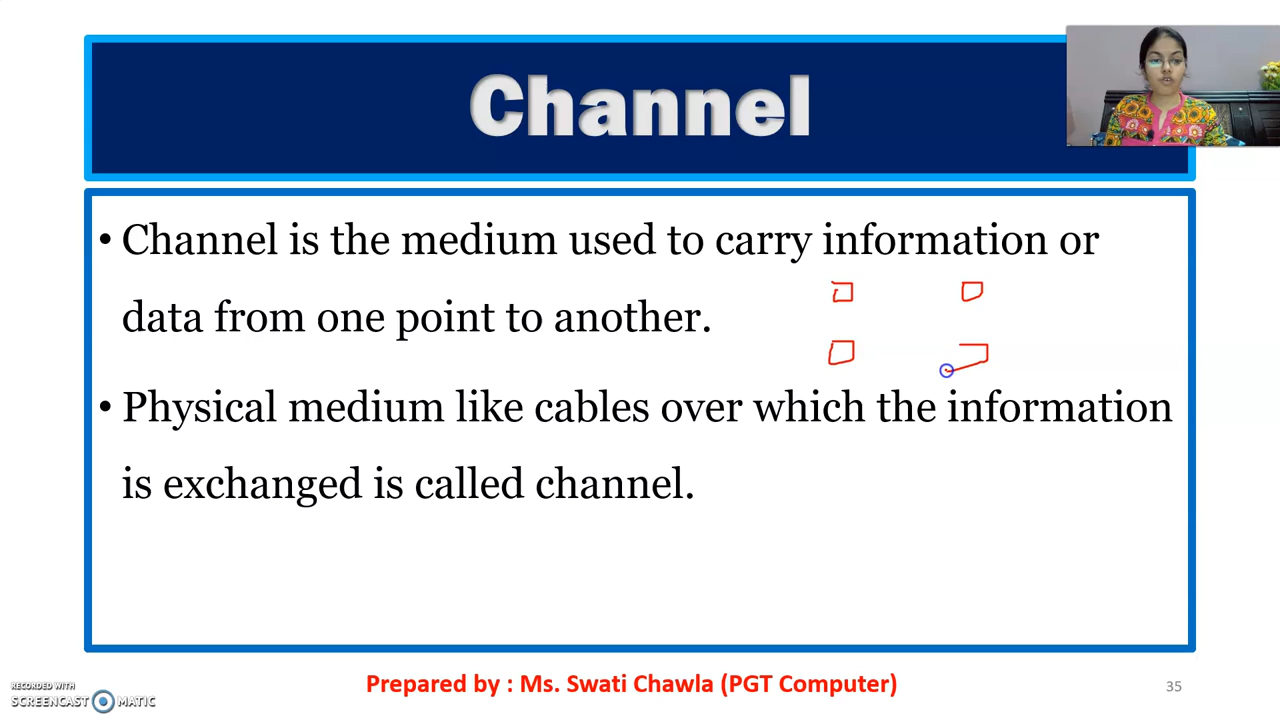 Channel
• Channel is the medium used to carry information or
data from one point to another.
• Physical medium like cables over which the information
is exchanged is called channel.
Prepared by : Ms. Swati Chawla (PGT Computer)
35
RECORDED WITH
SCREENCAST MATIC